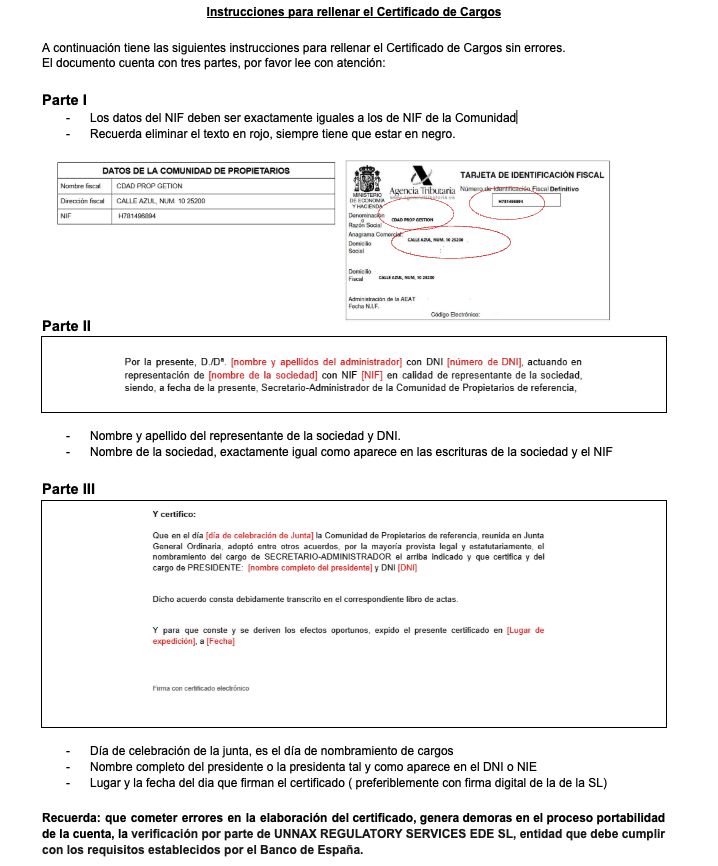 Instrucciones para rellenar el Certificado de Cargos
A continuación tiene las siguientes instrucciones para rellenar el Certificado de Cargos sin errores.
El documento cuenta con tres partes, por favor lee con atención:
Parte I
- Los datos del NIF deben ser exactamente iguales a los de NIF de la Comunidad
- Recuerda eliminar el texto en rojo, siempre tiene que estar en negro.
DATOS DE LA COMUNIDAD DE PROPIETARIOS
Nombre fiscal CDAD PROP GETION
Dirección fiscal CALLE AZUL, NUM. 10 25200
NIF H781496894
MINISTERIO
DE ECONOMÍA
Y HACIENDA
Agencia Tributaria
TARJETA DE IDENTIFICACIÓN FISCAL
Número de Identificación Fiscal Definitivo
H781496894
Denominación
o
Razón Social
CDAD PROP GESTION
Anagrama Comercial:
Domicilio
Social
CALLE AZUL, NUM. 10 25200
Domicilio
Fiscal
CALLE AZUL, NUM. 10 25200
Administración de la AEAT
Fecha N.I.F.
Código Electrónico:
Parte II
Por la presente, D./Dª. [nombre y apellidos del administrador] con DNI [número de DNI], actuando en
representación de [nombre de la sociedad] con NIF [NIF] en calidad de representante de la sociedad,
siendo, a fecha de la presente, Secretario-Administrador de la Comunidad de Propietarios de referencia,
- Nombre y apellido del representante de la sociedad y DNI.
- Nombre de la sociedad, exactamente igual como aparece en las escrituras de la sociedad y el NIF
Parte III
Y certifico:
Que en el día [día de celebración de Junta] la Comunidad de Propietarios de referencia, reunida en Junta
General Ordinaria, adoptó entre otros acuerdos, por la mayoría provista legal y estatutariamente, el
nombramiento del cargo de SECRETARIO-ADMINISTRADOR el arriba indicado y que certifica y del
cargo de PRESIDENTE: [nombre completo del presidente] y DNI [DNI]
Dicho acuerdo consta debidamente transcrito en el correspondiente libro de actas.
Y para que conste y se deriven los efectos oportunos, expido el presente certificado en [Lugar de
expedición], a [Fecha]
Firma con certificado electrónico
- Día de celebración de la junta, es el día de nombramiento de cargos
- Nombre completo del presidente o la presidenta tal y como aparece en el DNI o NIE
- Lugar y la fecha del dia que firman el certificado ( preferiblemente con firma digital de la de la SL)
Recuerda: que cometer errores en la elaboración del certificado, genera demoras en el proceso portabilidad
de la cuenta, la verificación por parte de UNNAX REGULATORY SERVICES EDE SL, entidad que debe cumplir
con los requisitos establecidos por el Banco de España.